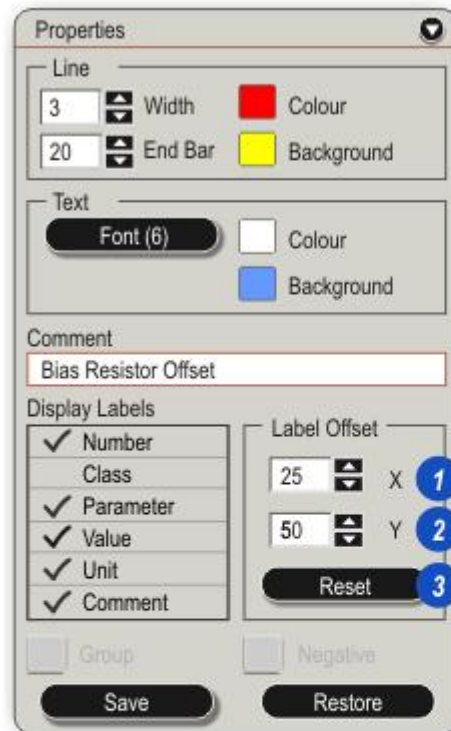 Properties
Line
3 Width Colour
20 End Bar Background
Text
Font (6) Colour
Background
Comment
Bias Resistor Offset
Display Labels
Number
Class
Parameter
Value
Unit
Comment
Label Offset
25 X 1
50 Y 2
Reset 3
Group Negative
Save Restore